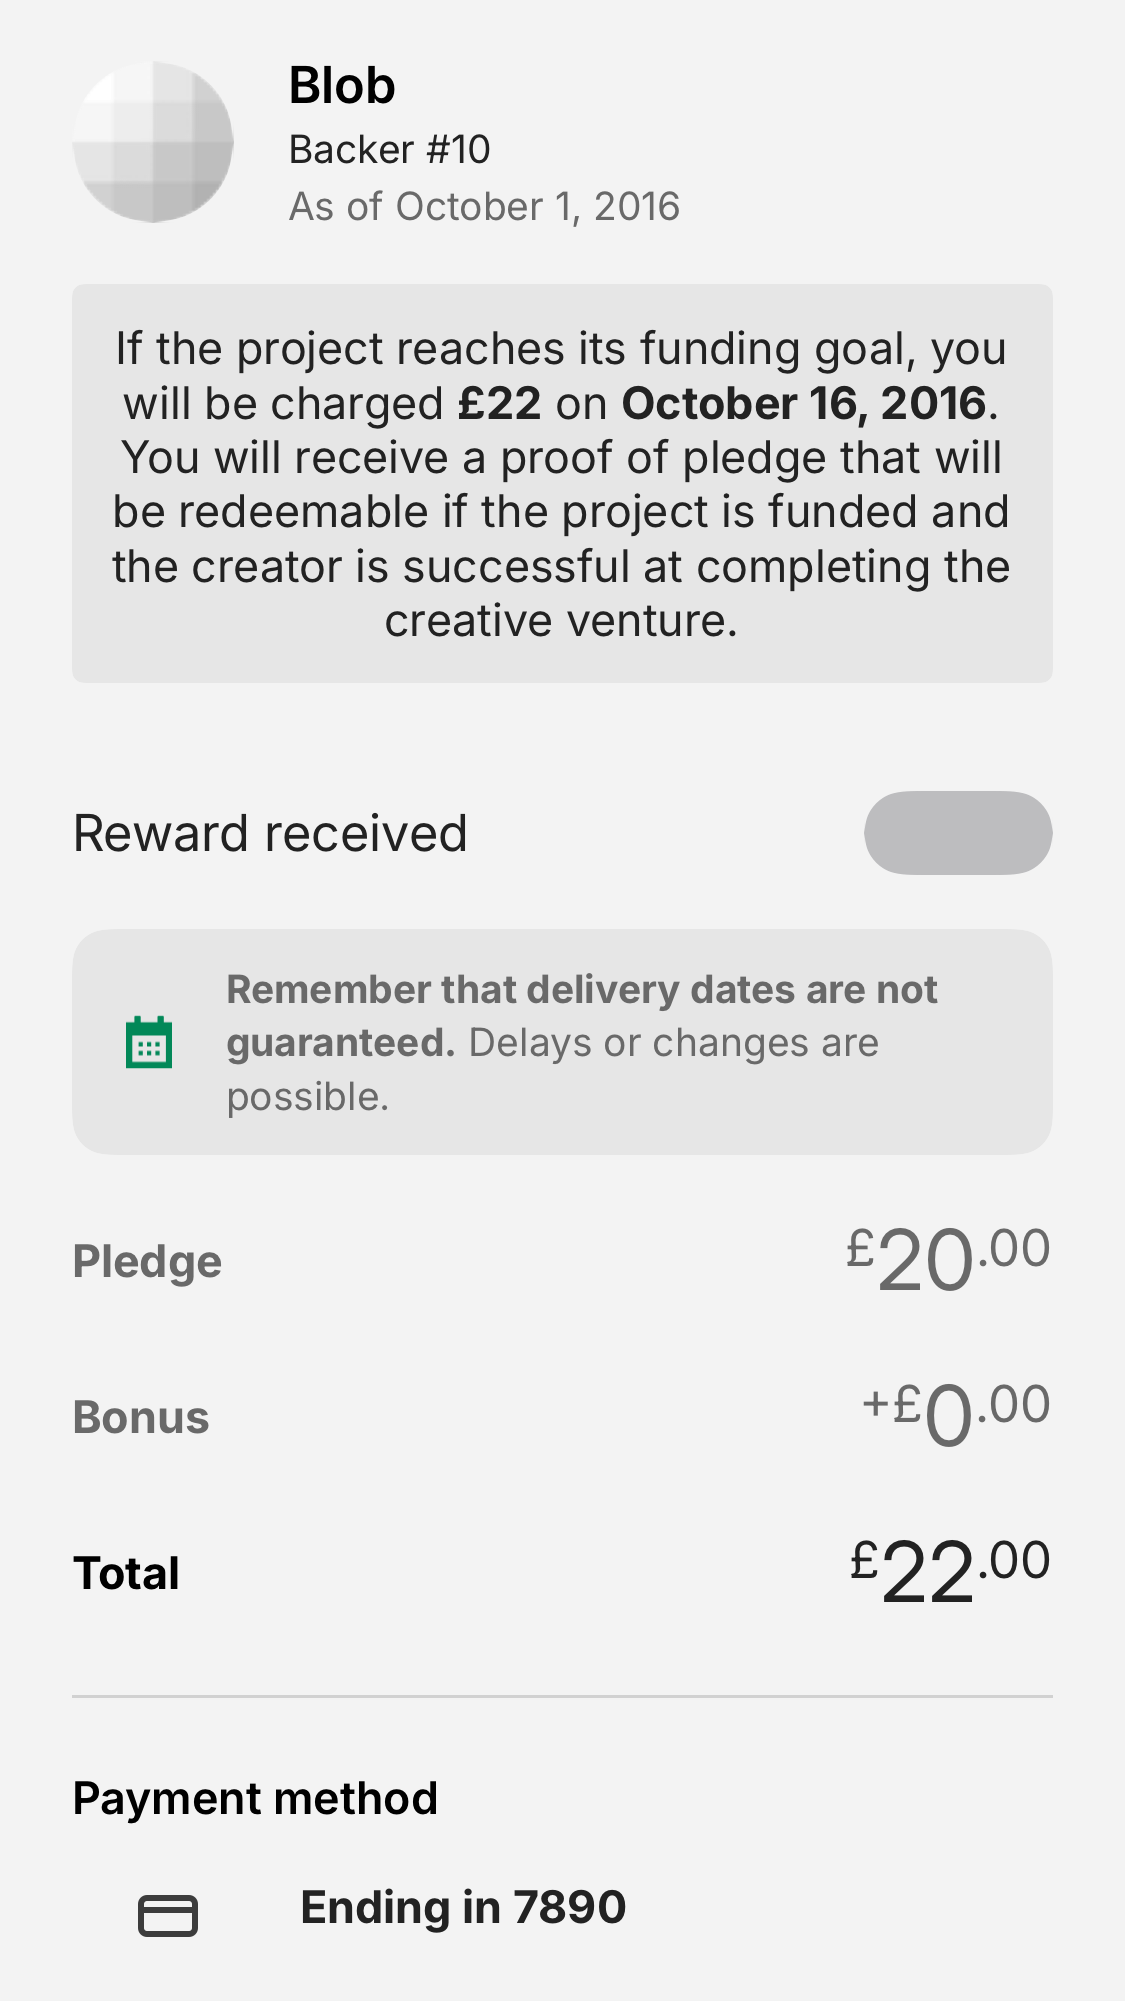 Blob
Backer #10
As of October 1, 2016
If the project reaches its funding goal, you
will be charged £22 on October 16, 2016.
You will receive a proof of pledge that will
be redeemable if the project is funded and
the creator is successful at completing the
creative venture.
Reward received
Remember that delivery dates are not
guaranteed. Delays or changes are
possible.
Pledge £20.00
Bonus +£0.00
Total £22.00
Payment method
Ending in 7890